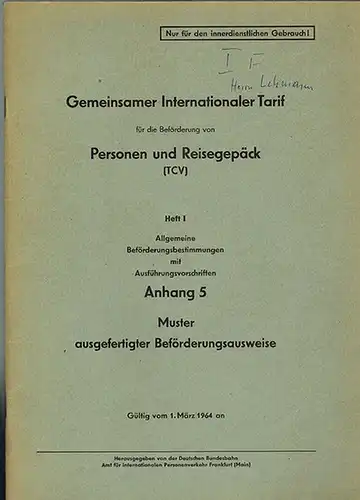 Nur für den innerdienstlichen Gebrauch!
I F
Herrn
Gemeinsamer Internationaler Tarif
für die Beförderung von
Personen und Reisegepäck
(TCV)
Heft I
Allgemeine
Beförderungsbestimmungen
mit
Ausführungsvorschriften
Anhang 5
Muster
ausgefertigter Beförderungsausweise
Gültig vom 1. März 1964 an
Herausgegeben von der Deutschen Bundesbahn
Amt für internationalen Personenverkehr Frankfurt (Main)